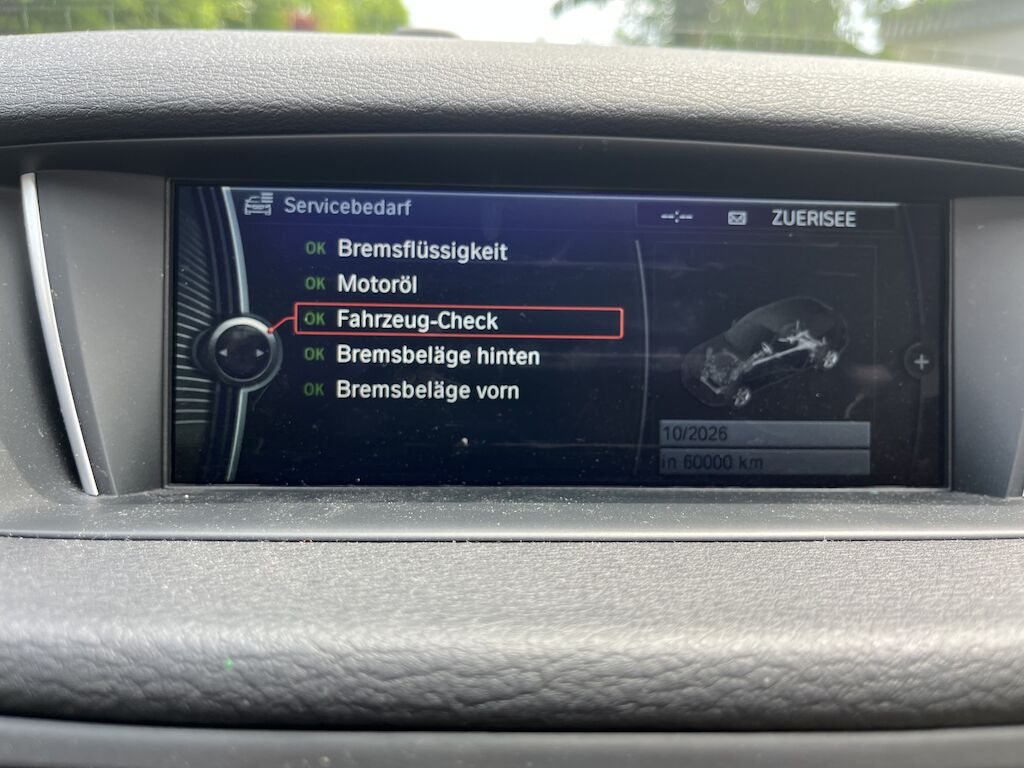 Servicebedarf
--:-- ZUERISEE
OK Bremsflüssigkeit
OK Motoröl
OK Fahrzeug-Check
OK Bremsbeläge hinten
OK Bremsbeläge vorn
+
10/2026
in 60000 km